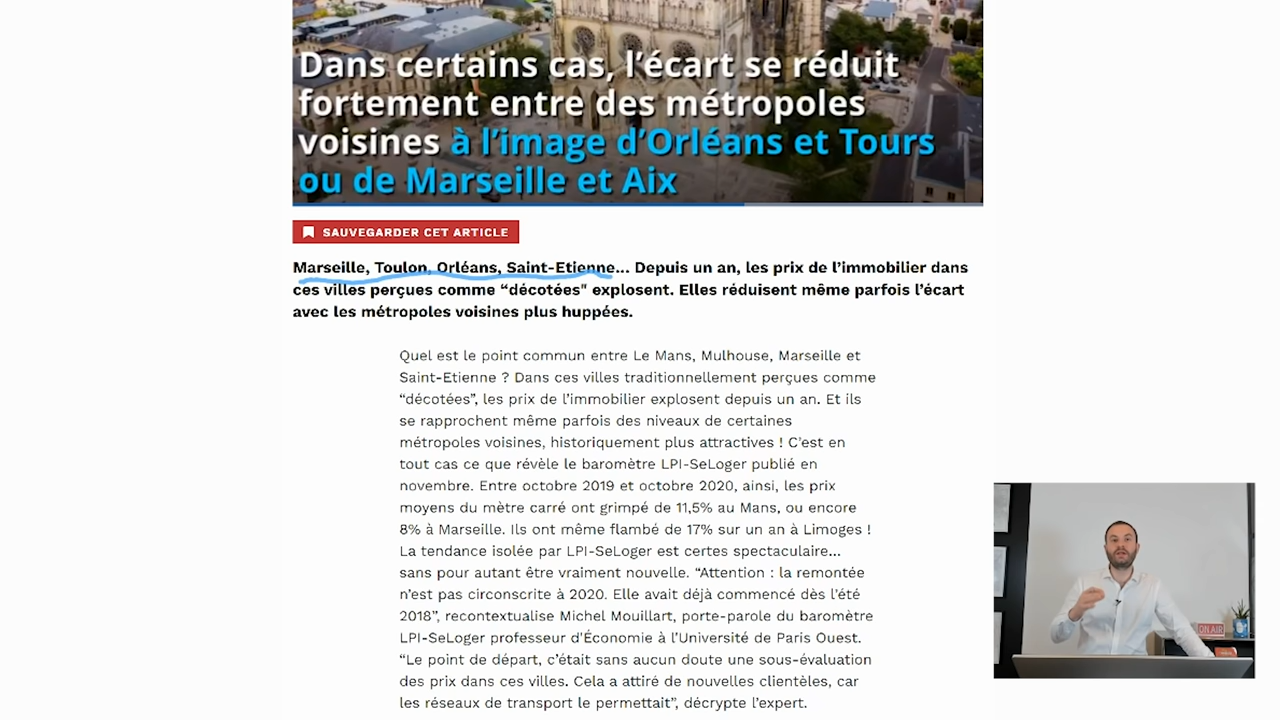 Dans certains cas, l’écart se réduit
fortement entre des métropoles
voisines à l’image d’Orléans et Tours
ou de Marseille et Aix
SAUVEGARDER CET ARTICLE
Marseille, Toulon, Orléans, Saint-Etienne... Depuis un an, les prix de l’immobilier dans
ces villes perçues comme “décotées" explosent. Elles réduisent même parfois l’écart
avec les métropoles voisines plus huppées.
Quel est le point commun entre Le Mans, Mulhouse, Marseille et
Saint-Etienne ? Dans ces villes traditionnellement perçues comme
“décotées”, les prix de l’immobilier explosent depuis un an. Et ils
se rapprochent même parfois des niveaux de certaines
métropoles voisines, historiquement plus attractives ! C’est en
tout cas ce que révèle le baromètre LPI-SeLoger publié en
novembre. Entre octobre 2019 et octobre 2020, ainsi, les prix
moyens du mètre carré ont grimpé de 11,5% au Mans, ou encore
8% à Marseille. Ils ont même flambé de 17% sur un an à Limoges !
La tendance isolée par LPI-SeLoger est certes spectaculaire...
sans pour autant être vraiment nouvelle. “Attention : la remontée
n’est pas circonscrite à 2020. Elle avait déjà commencé dès l’été
2018”, recontextualise Michel Mouillart, porte-parole du baromètre
LPI-SeLoger professeur d'Économie à l’Université de Paris Ouest.
“Le point de départ, c’était sans aucun doute une sous-évaluation
des prix dans ces villes. Cela a attiré de nouvelles clientèles, car
les réseaux de transport le permettait”, décrypte l’expert.
ON AIR